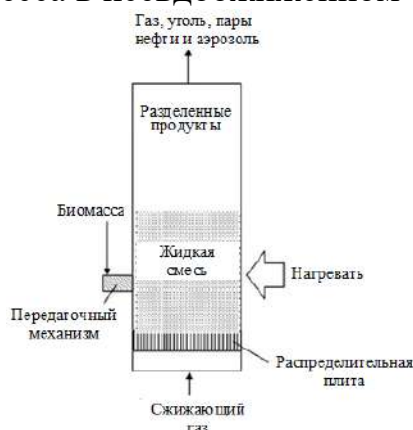 Газ, уголь, пары
нефти и аэрозоль
Разделенные
продукты
Биомасса
Жидкая
смесь
Нагревать
Передаточный
механизм
Распределительная
плита
Сжижающий
газ